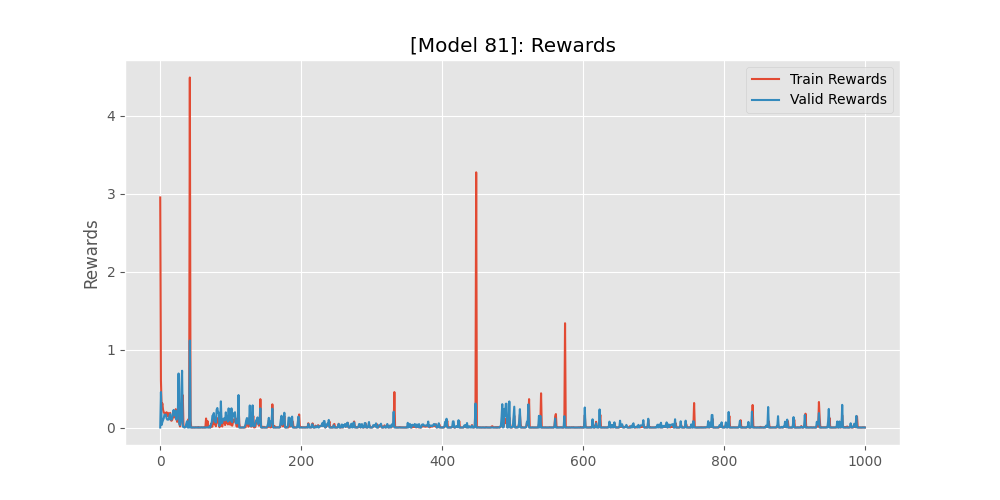 [Model 81]: Rewards
Train Rewards
Valid Rewards
Rewards
4
3
2
1
0
0 200 400 600 800 1000